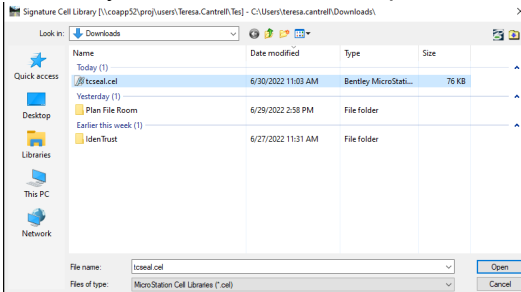 Signature Cell Library [\\coapp52\proj\users\Teresa.Cantrell\Tes] - C:\Users\teresa.cantrell\Downloads\
Look in: Downloads
Name Date modified Type Size
Today (1)
tcseal.cel 6/30/2022 11:03 AM Bentley MicroStati... 76 KB
Yesterday (1)
Plan File Room 6/29/2022 2:58 PM File folder
Earlier this week (1)
IdenTrust 6/27/2022 11:31 AM File folder
Quick access
Desktop
Libraries
This PC
Network
File name: tcseal.cel Open
Files of type: MicroStation Cell Libraries (*.cel) Cancel